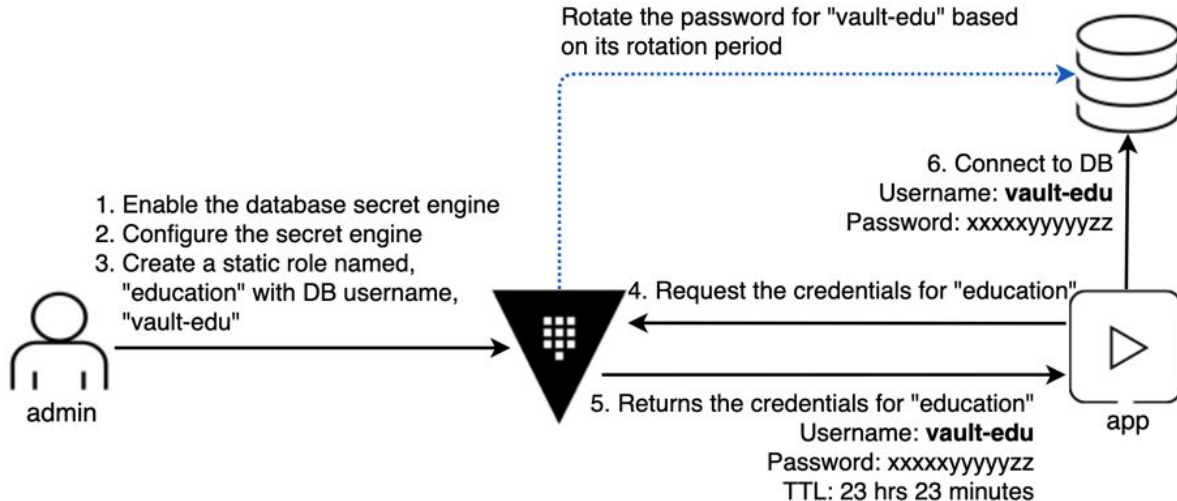 Rotate the password for "vault-edu" based
on its rotation period
6. Connect to DB
Username: vault-edu
Password: xxxxxyyyyyzz
1. Enable the database secret engine
2. Configure the secret engine
3. Create a static role named,
"education" with DB username,
"vault-edu"
4. Request the credentials for "education"
admin
5. Returns the credentials for "education"
Username: vault-edu
Password: xxxxxyyyyyzz
TTL: 23 hrs 23 minutes
app